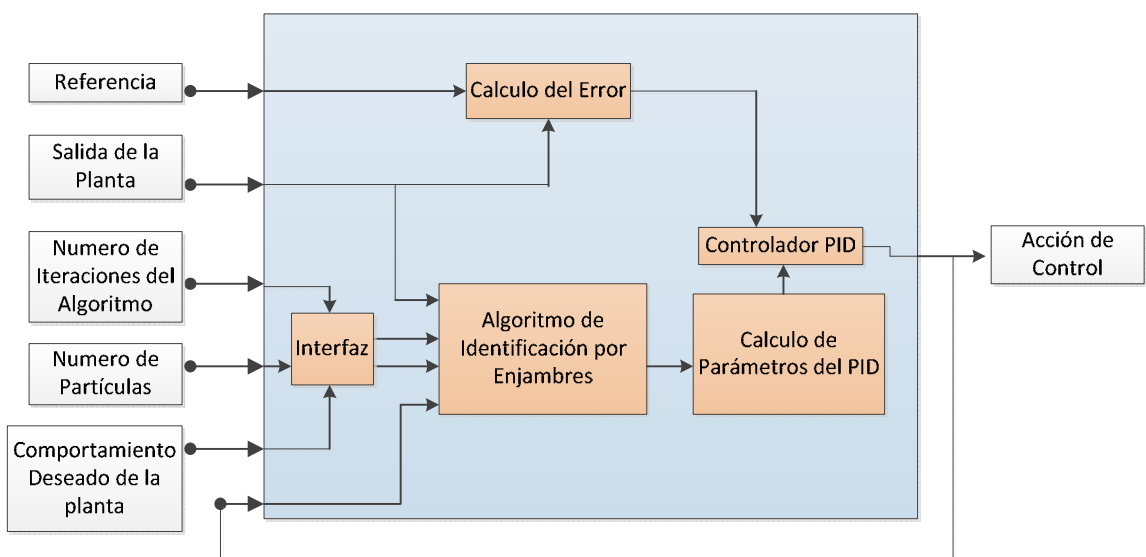 Referencia
Calculo del Error
Salida de la
Planta
Controlador PID
Acción de
Control
Numero de
Iteraciones del
Algoritmo
Interfaz
Algoritmo de
Identificación por
Enjambres
Calculo de
Parámetros del PID
Numero de
Partículas
Comportamiento
Deseado de la
planta